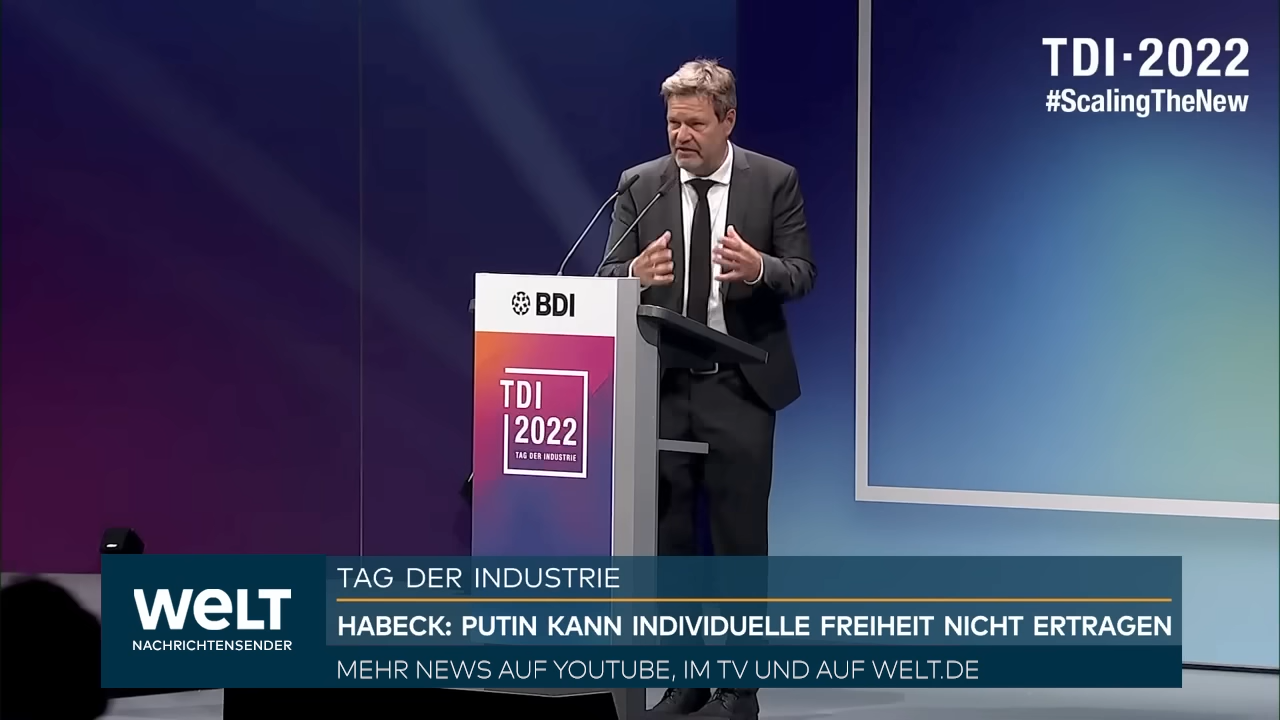 TDI·2022
#ScalingTheNew
BDI
TDI
2022
TAG DER INDUSTRIE
WELT
NACHRICHTENSENDER
TAG DER INDUSTRIE
HABECK: PUTIN KANN INDIVIDUELLE FREIHEIT NICHT ERTRAGEN
MEHR NEWS AUF YOUTUBE, IM TV UND AUF WELT.DE